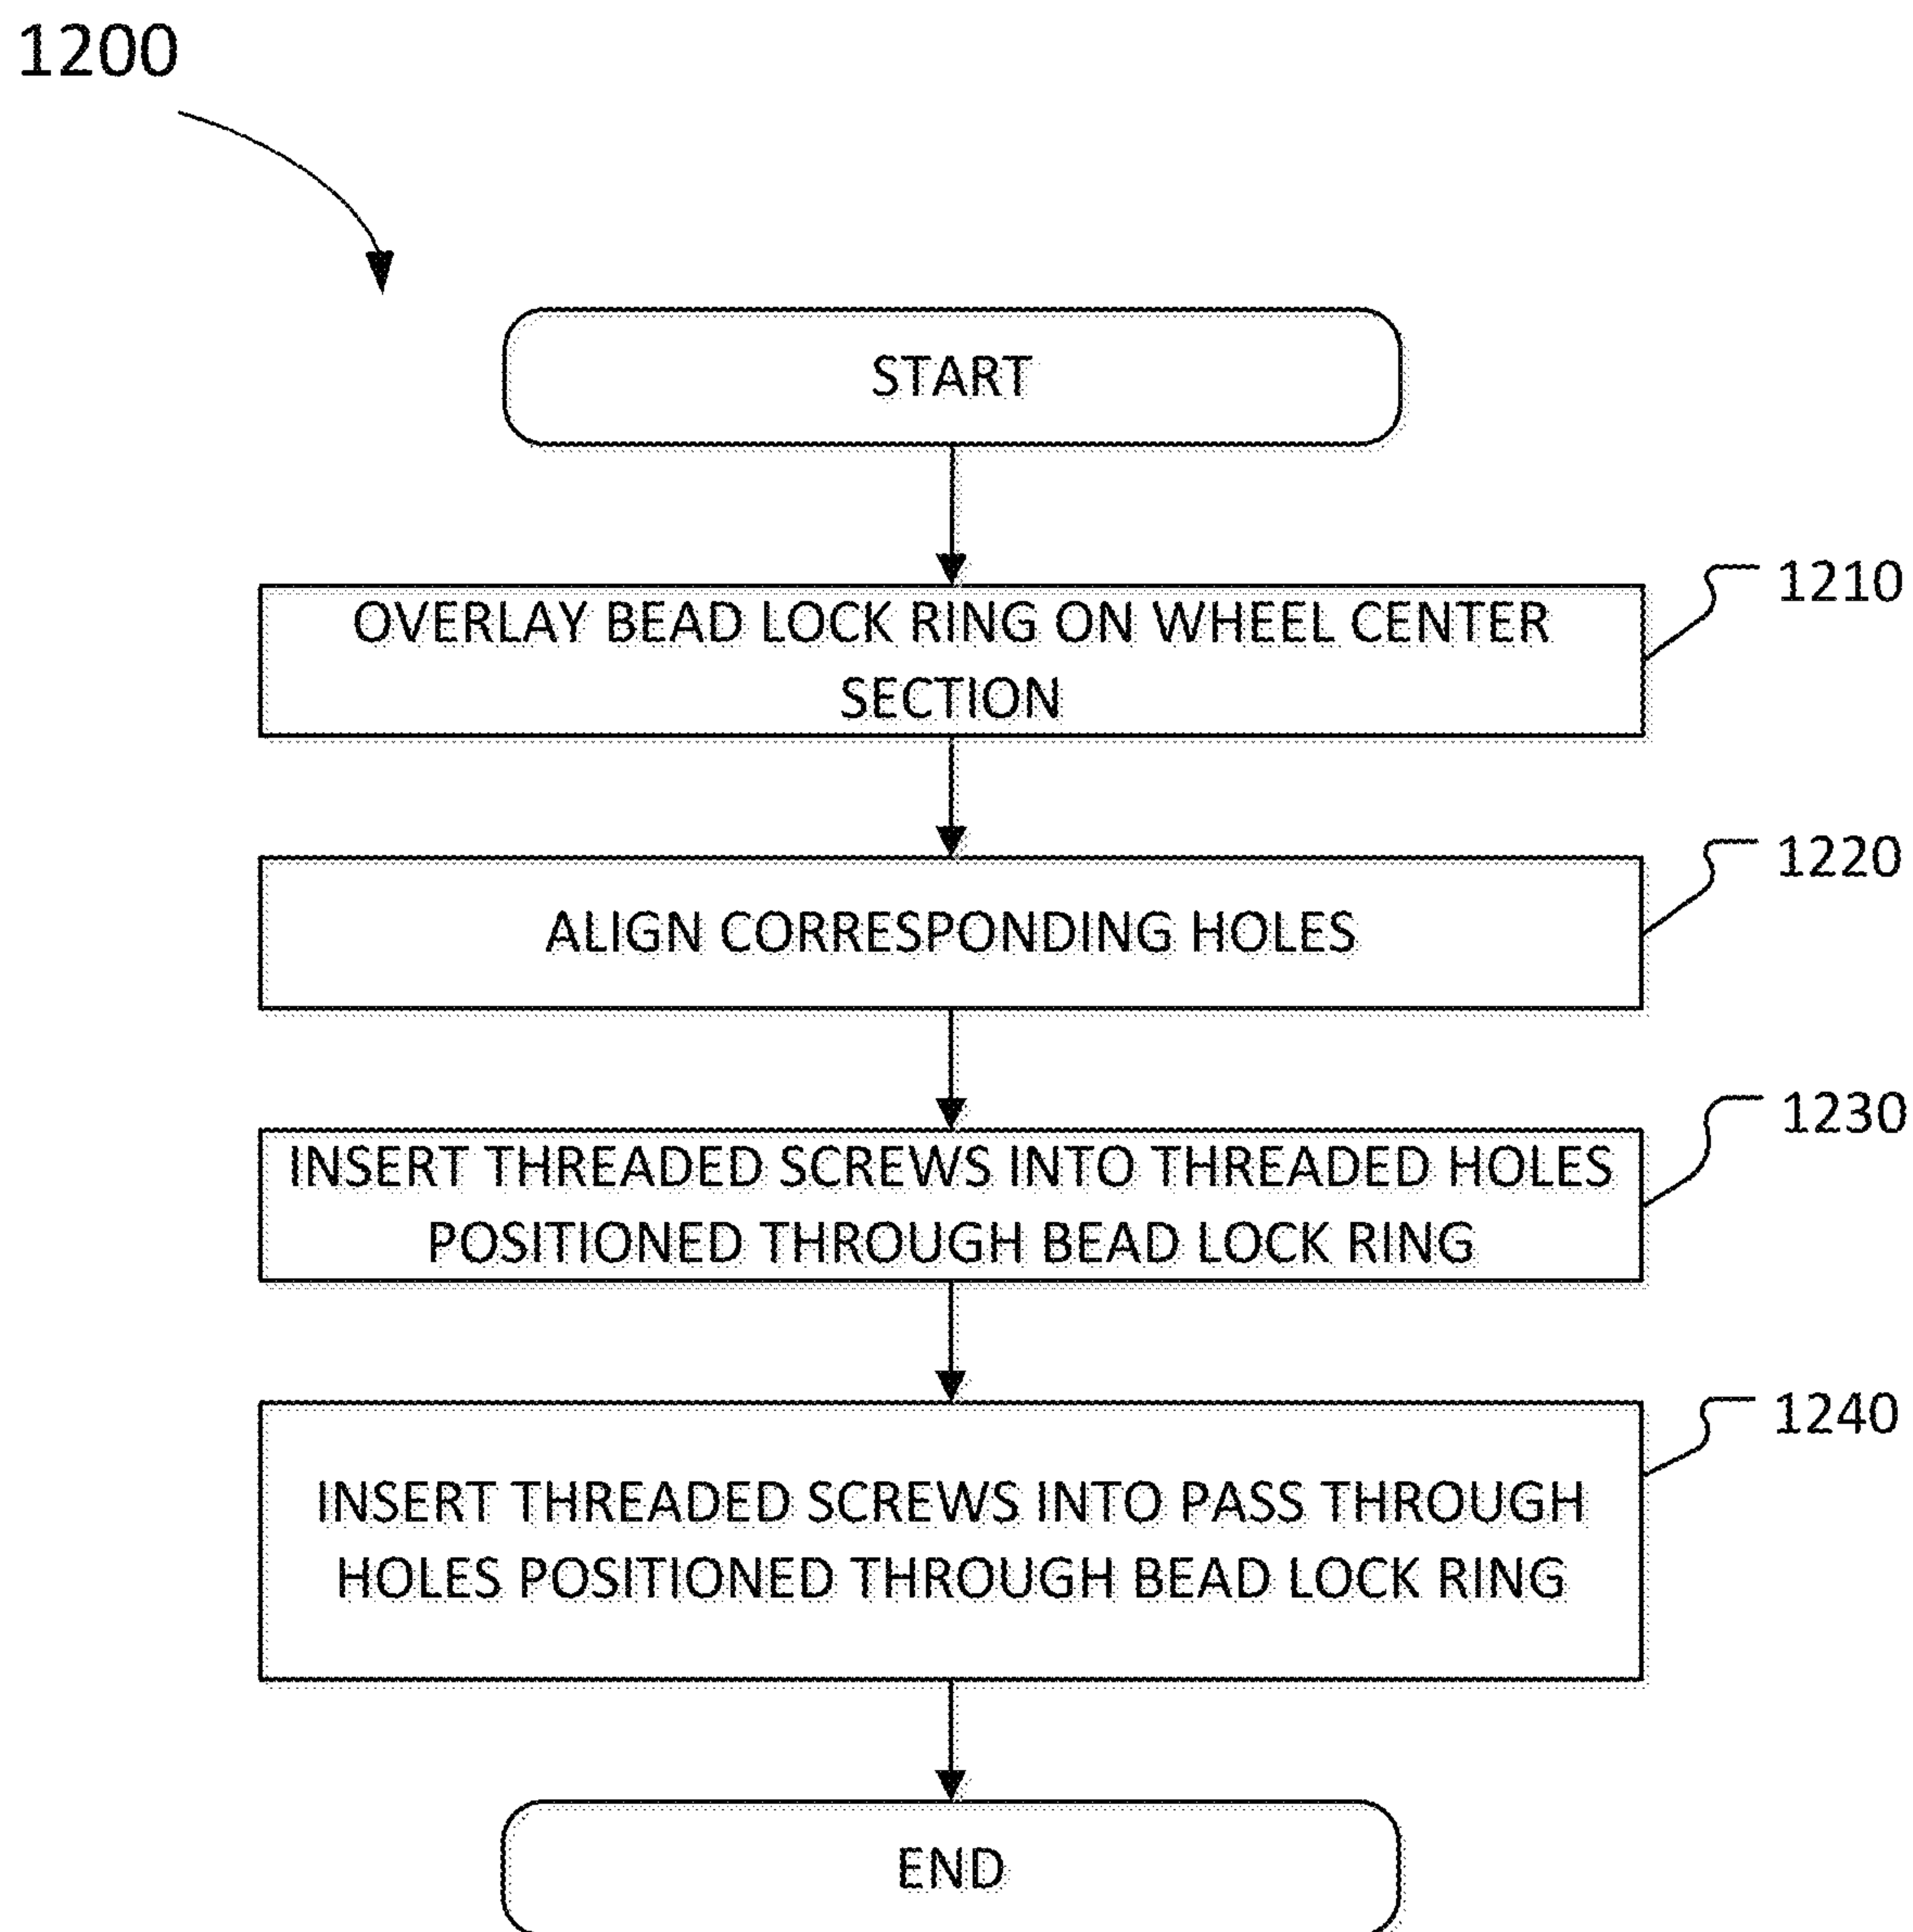 1200
START
OVERLAY BEAD LOCK RING ON WHEEL CENTER
SECTION
1210
ALIGN CORRESPONDING HOLES
1220
INSERT THREADED SCREWS INTO THREADED HOLES
POSITIONED THROUGH BEAD LOCK RING
1230
INSERT THREADED SCREWS INTO PASS THROUGH
HOLES POSITIONED THROUGH BEAD LOCK RING
1240
END